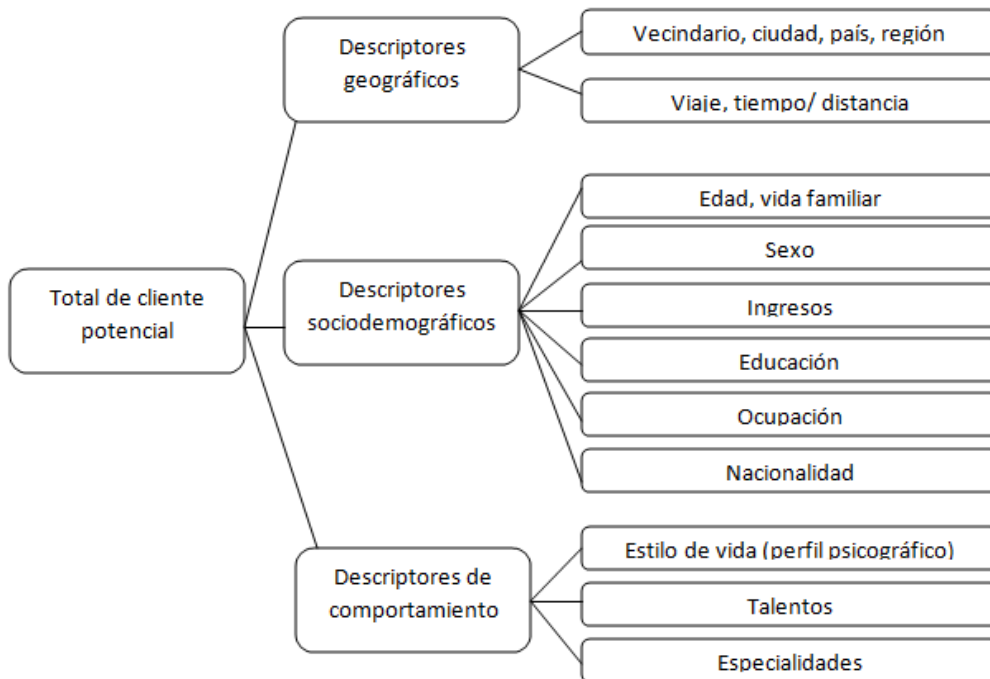 Descriptores
geográficos
Vecindario, ciudad, país, región
Viaje, tiempo/ distancia
Total de cliente
potencial
Descriptores
sociodemográficos
Edad, vida familiar
Sexo
Ingresos
Educación
Ocupación
Nacionalidad
Descriptores de
comportamiento
Estilo de vida (perfil psicográfico)
Talentos
Especialidades